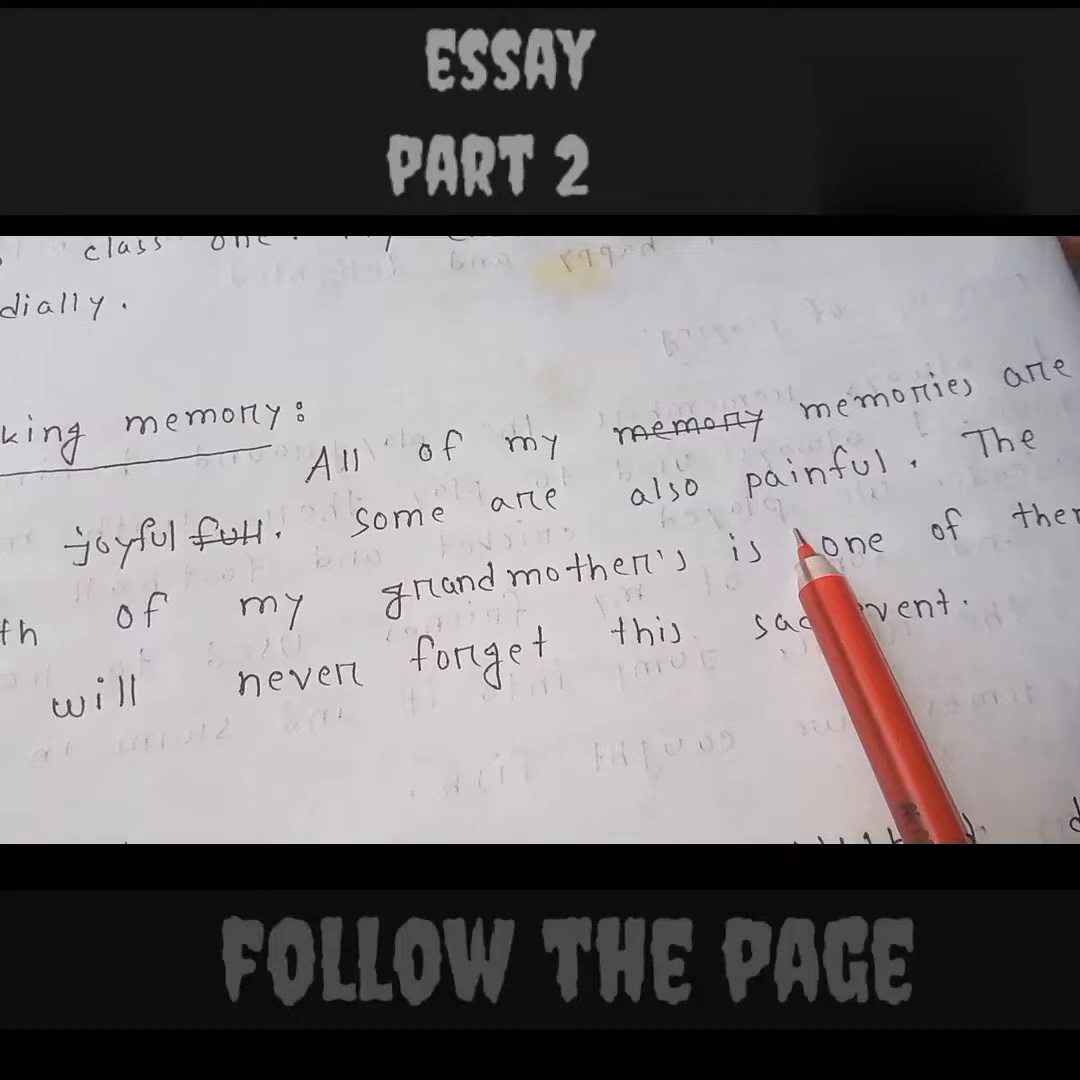 ESSAY
PART 2
class one.
dially.
king memory:
All of my memory memories are
joyful full. some are also painful. The
th of my grandmother's is one of them
will never forget this sad event.
FOLLOW THE PAGE